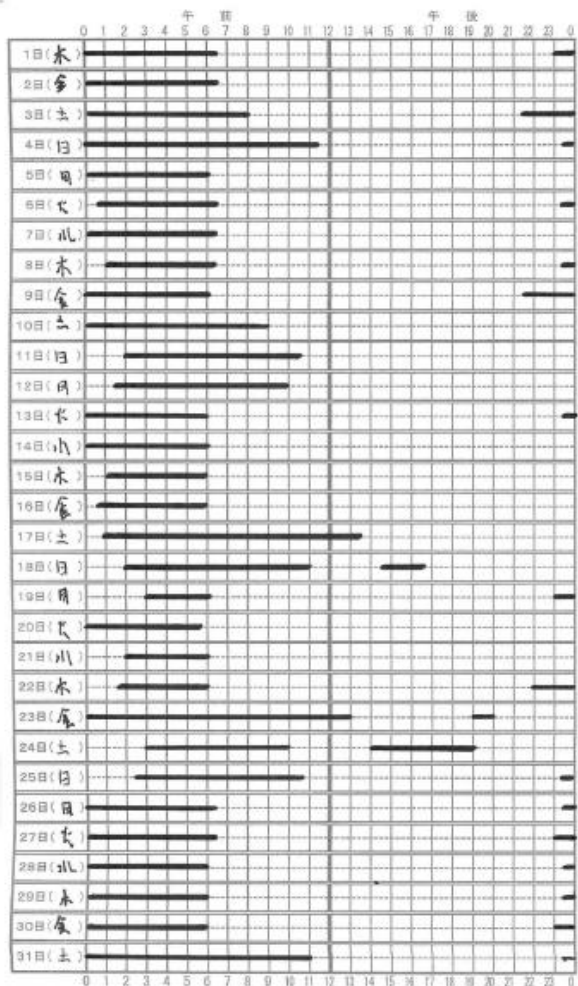 午前 午後
0 1 2 3 4 5 6 7 8 9 10 11 12 13 14 15 16 17 18 19 20 21 22 23 0
1日(木)
2日(金)
3日(土)
4日(日)
5日(月)
6日(火)
7日(水)
8日(木)
9日(金)
10日(土)
11日(日)
12日(月)
13日(火)
14日(水)
15日(木)
16日(金)
17日(土)
18日(日)
19日(月)
20日(火)
21日(水)
22日(木)
23日(金)
24日(土)
25日(日)
26日(月)
27日(火)
28日(水)
29日(木)
30日(金)
31日(土)
0 1 2 3 4 5 6 7 8 9 10 11 12 13 14 15 16 17 18 19 20 21 22 23 0